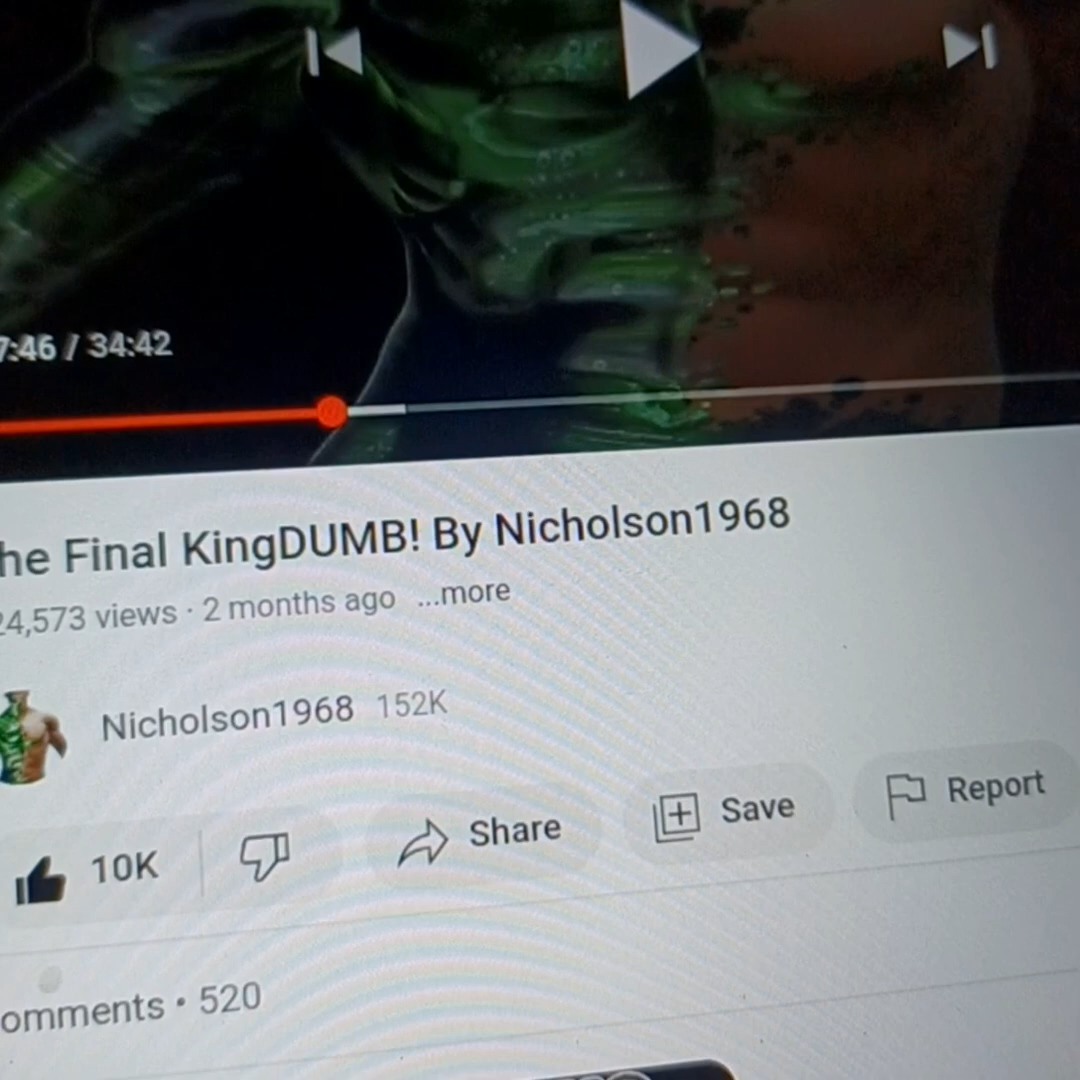 7:46 / 34:42
he Final KingDUMB! By Nicholson1968
24,573 views · 2 months ago ...more
Nicholson1968 152K
10K
Share
Save
Report
omments • 520